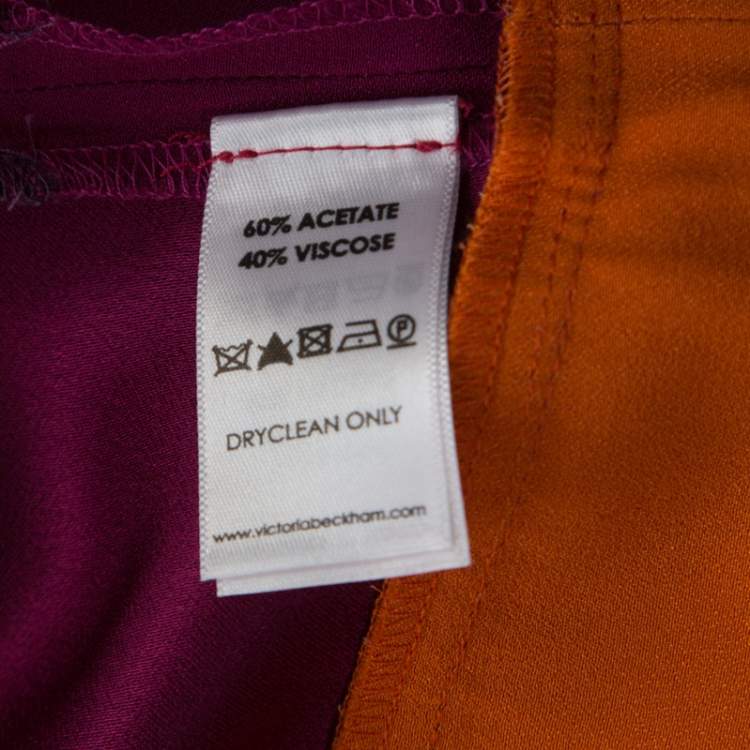 60% ACETATE
40% VISCOSE
P
DRYCLEAN ONLY
www.victoriabeckham.com